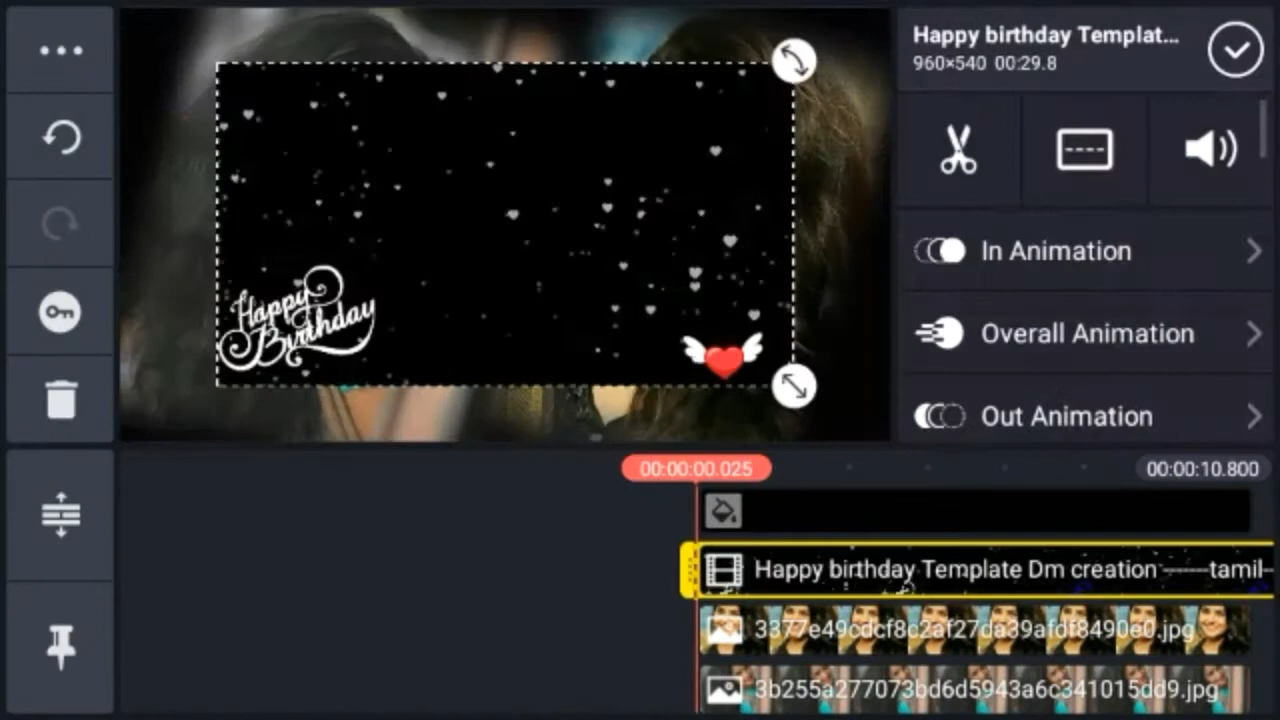 Happy birthday Templat...
960×540 00:29.8
In Animation
Overall Animation
Out Animation
Happy
Birthday
00:00:00.025
00:00:10.800
Happy birthday Template Dm creation -------tamil-
3377e49cdcf8c2af27da39afdf8490e0.jpg
3b255a277073bd6d5943a6c341015dd9.jpg